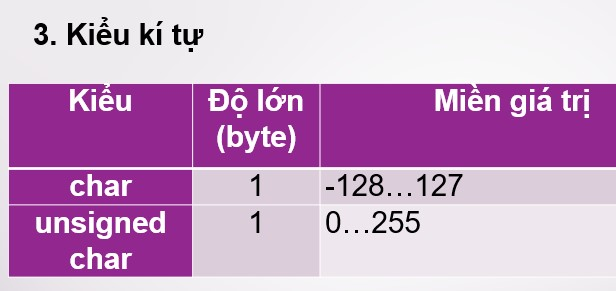 3. Kiểu kí tự
Kiểu Độ lớn Miền giá trị
(byte)
char 1 -128…127
unsigned 1 0…255
char